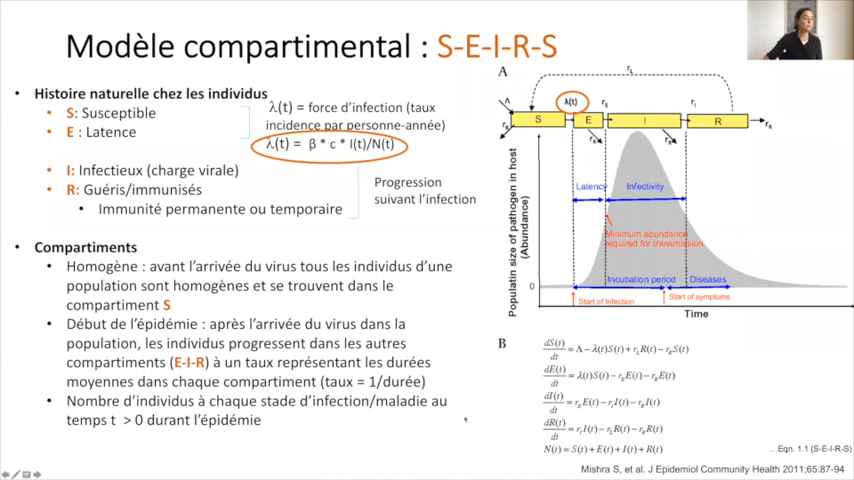 Modèle compartimental : S-E-I-R-S
• Histoire naturelle chez les individus
• S: Susceptible
• E : Latence
λ(t) = force d'infection (taux
incidence par personne-année)
λ(t) = β * c * I(t)/N(t)
• I: Infectieux (charge virale)
• R: Guéris/immunisés
• Immunité permanente ou temporaire
Progression
suivant l'infection
• Compartiments
• Homogène : avant l'arrivée du virus tous les individus d'une
population sont homogènes et se trouvent dans le
compartiment S
• Début de l'épidémie : après l'arrivée du virus dans la
population, les individus progressent dans les autres
compartiments (E-I-R) à un taux représentant les durées
moyennes dans chaque compartiment (taux = 1/durée)
• Nombre d'individus à chaque stade d'infection/maladie au
temps t > 0 durant l'épidémie
A
Λ
λ(t)
S
E
I
R
Populatin size of pathogen in host
(Abundance)
Latency
Infectivity
Minimum abundance
required for transmission
Incubation period
Diseases
0
Start of Infection
Start of symptoms
Time
B
dS(t)/dt = Λ − λ(t)S(t) + r_L R(t) − r_R S(t)
dE(t)/dt = λ(t)S(t) − r_E E(t) − r_R E(t)
dI(t)/dt = r_E E(t) − r_I I(t) − r_R I(t)
dR(t)/dt = r_I I(t) − r_L R(t) − r_R R(t)
N(t) = S(t) + E(t) + I(t) + R(t)
...Eqn. 1.1 (S-E-I-R-S)
Mishra S, et al. J Epidemiol Community Health 2011;65:87-94